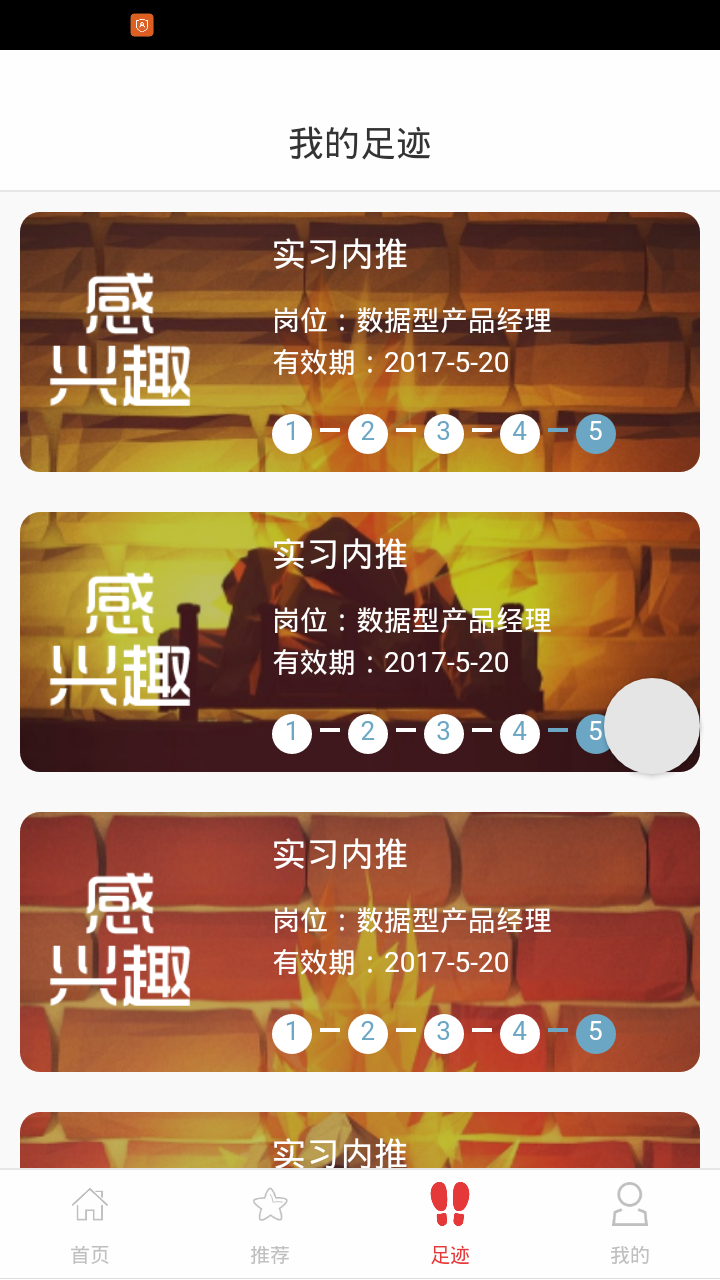 我的足迹
感
兴趣
实习内推
岗位：数据型产品经理
有效期：2017-5-20
1 2 3 4 5
感
兴趣
实习内推
岗位：数据型产品经理
有效期：2017-5-20
1 2 3 4 5
感
兴趣
实习内推
岗位：数据型产品经理
有效期：2017-5-20
1 2 3 4 5
实习内推
首页 推荐 足迹 我的